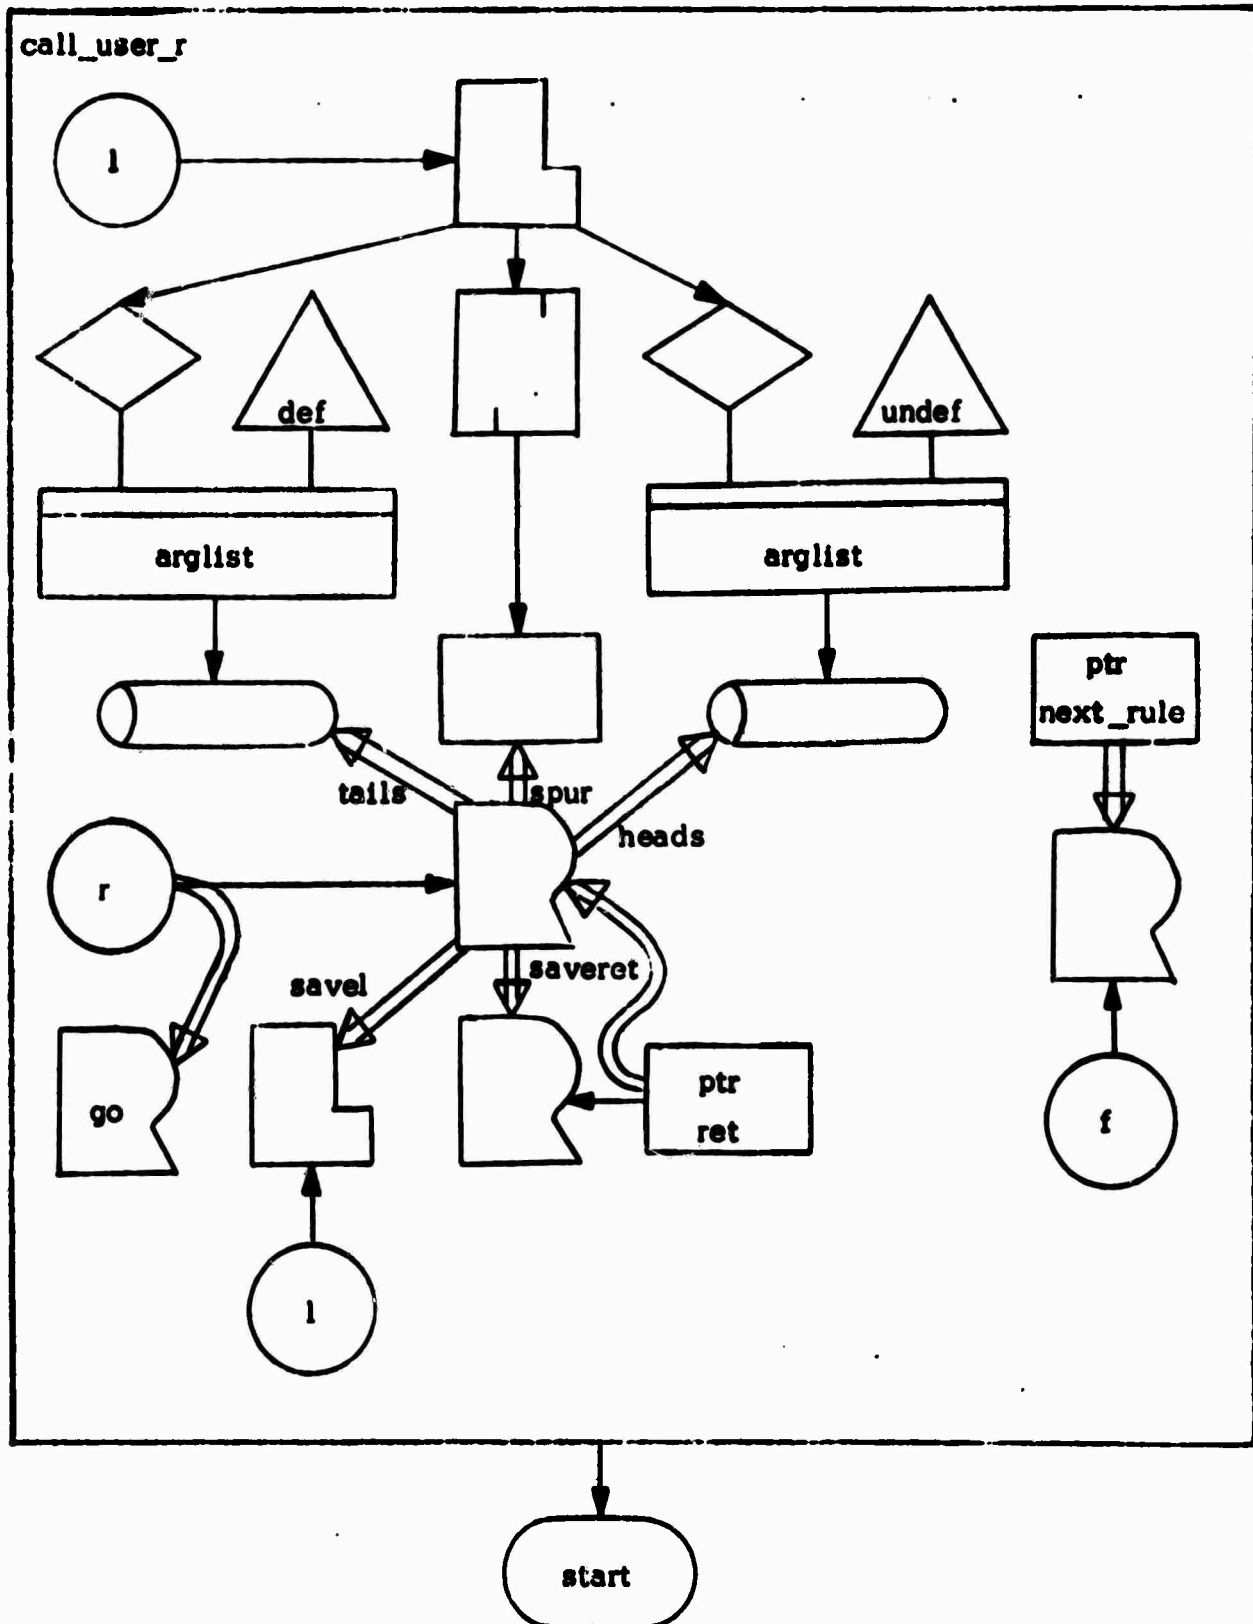 call_user_r
l
def
undef
arglist
arglist
ptr
next_rule
tails
spur
heads
r
savel
saveret
go
ptr
ret
f
l
start